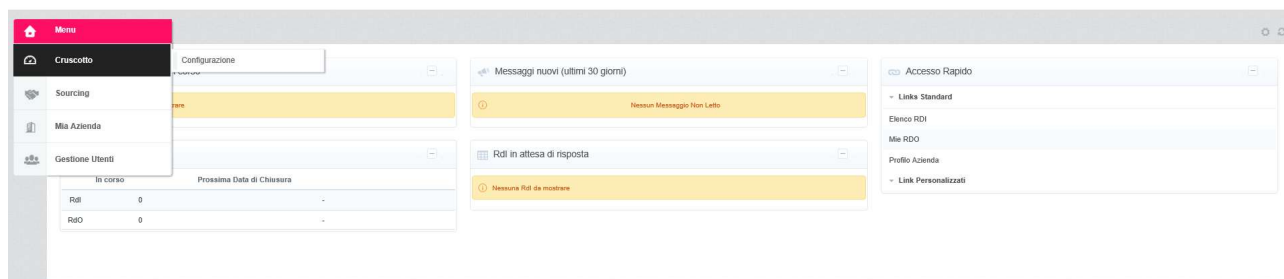 Menu
Cruscotto
Configurazione
Sourcing
Mia Azienda
Gestione Utenti
corso
rare
In corso
Prossima Data di Chiusura
RdI 0 -
RdO 0 -
Messaggi nuovi (ultimi 30 giorni)
Nessun Messaggio Non Letto
RdI in attesa di risposta
Nessuna RdI da mostrare
Accesso Rapido
Links Standard
Elenco RDI
Mie RDO
Profilo Azienda
Link Personalizzati